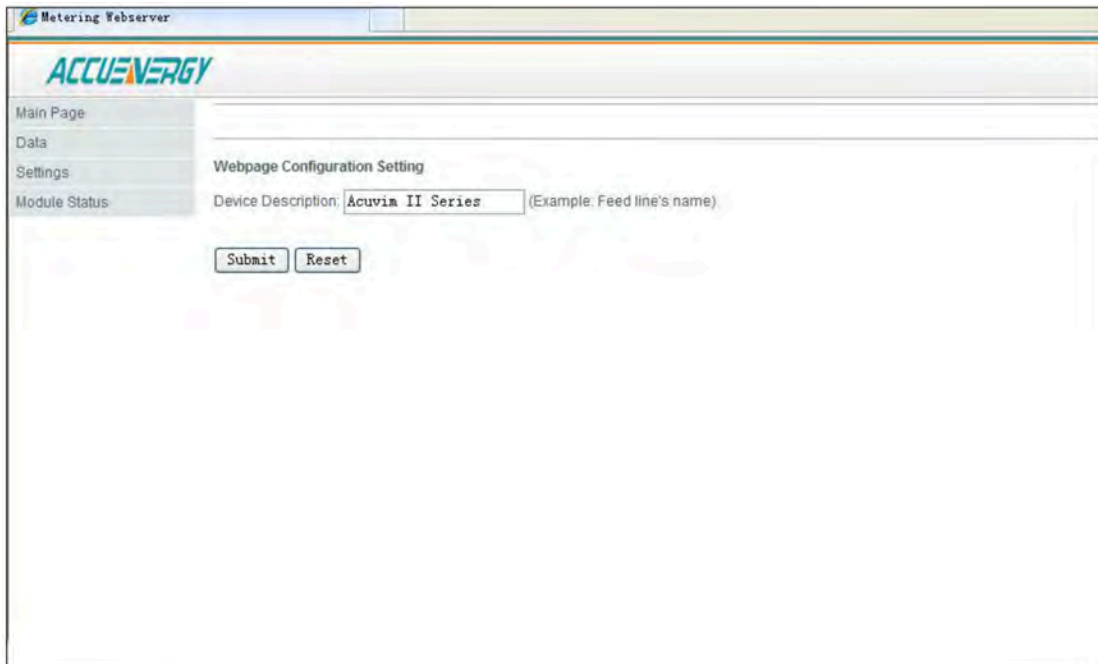 Metering Webserver
ACCUENERGY
Main Page
Data
Settings
Module Status
Webpage Configuration Setting
Device Description: Acuvim II Series (Example: Feed line's name)
Submit Reset